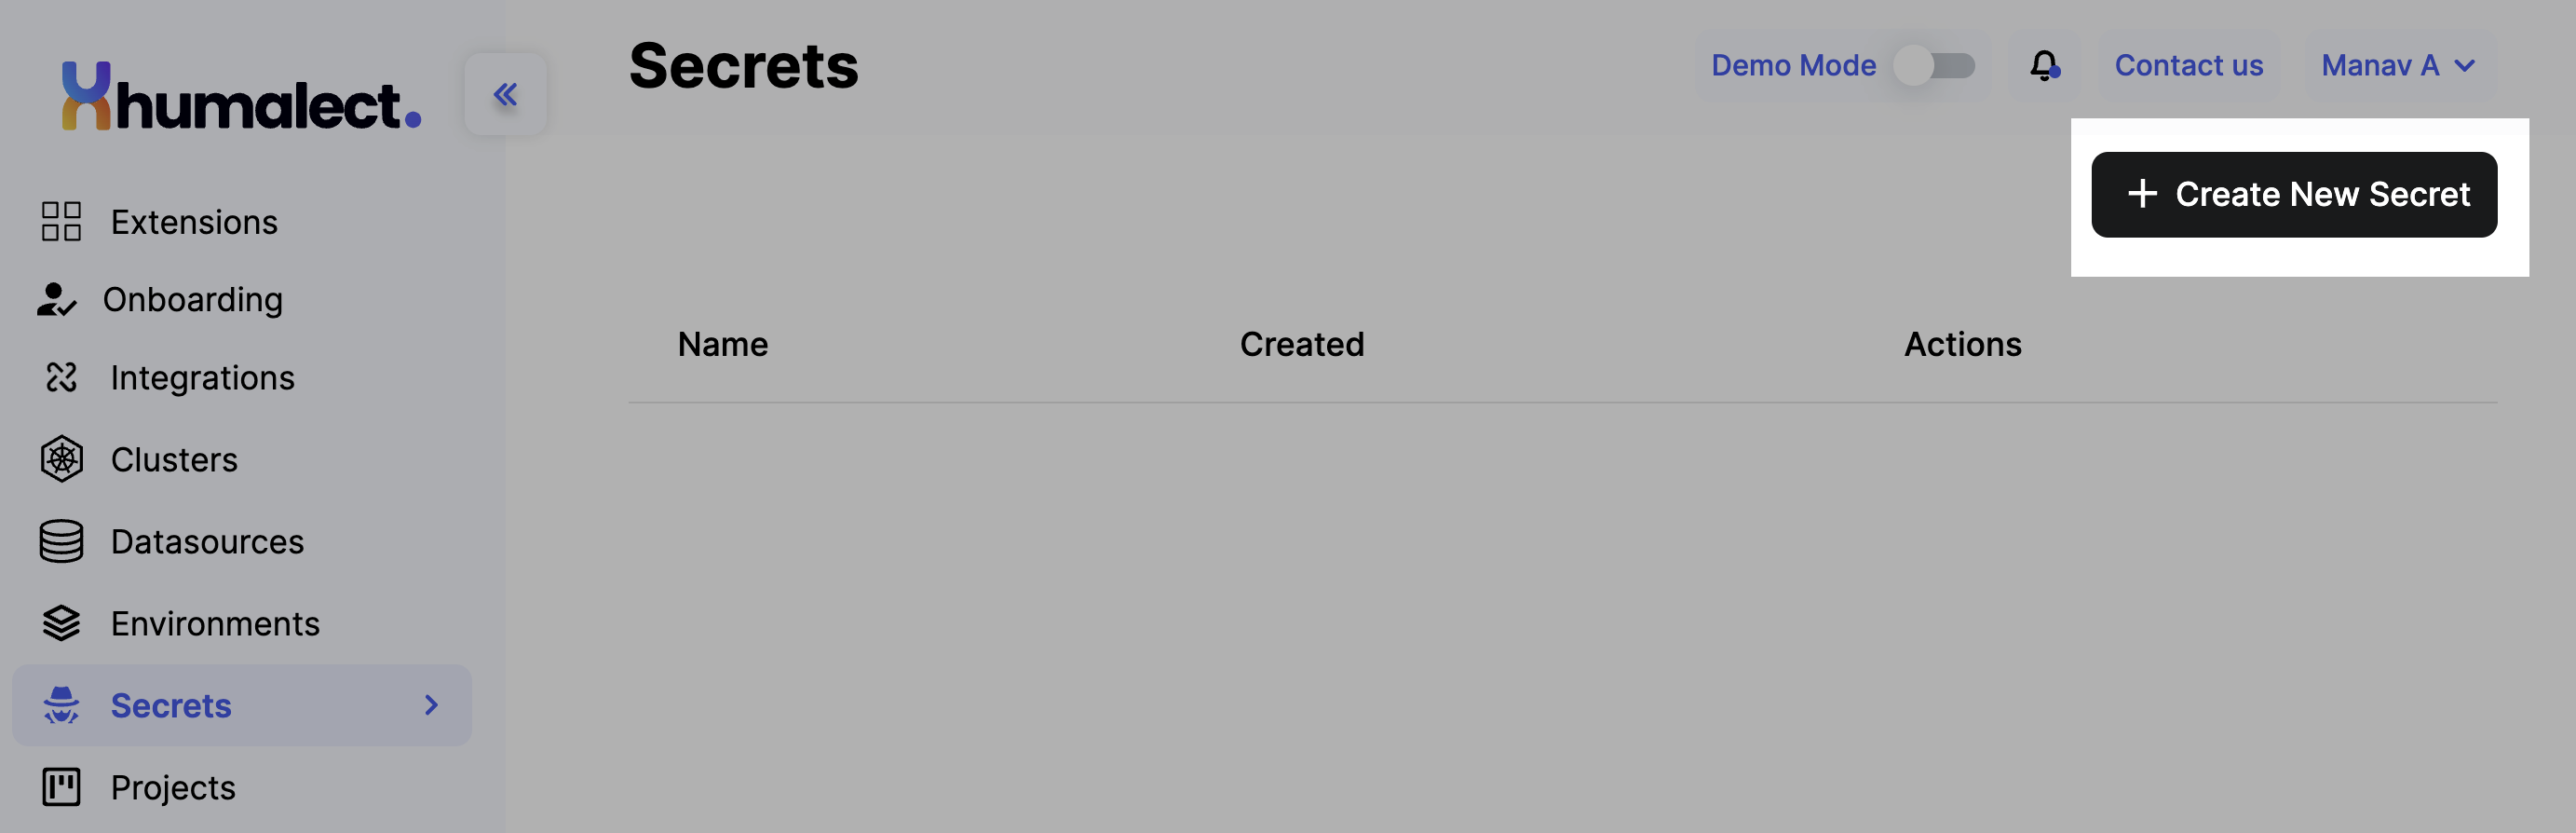 humalect.
Extensions
Onboarding
Integrations
Clusters
Datasources
Environments
Secrets
Projects
Secrets
Demo Mode
Contact us
Manav A
+ Create New Secret
Name Created Actions